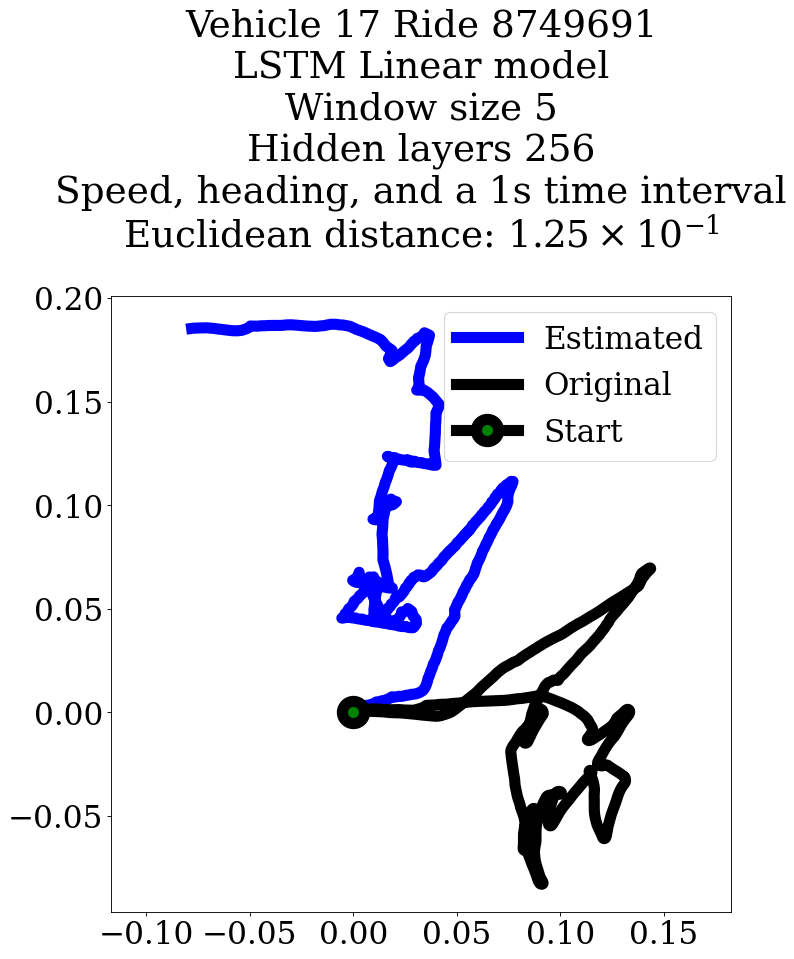 Vehicle 17 Ride 8749691
LSTM Linear model
Window size 5
Hidden layers 256
Speed, heading, and a 1s time interval
Euclidean distance: 1.25 × 10⁻¹
Estimated
Original
Start
0.20
0.15
0.10
0.05
0.00
−0.05
−0.10 −0.05 0.00 0.05 0.10 0.15